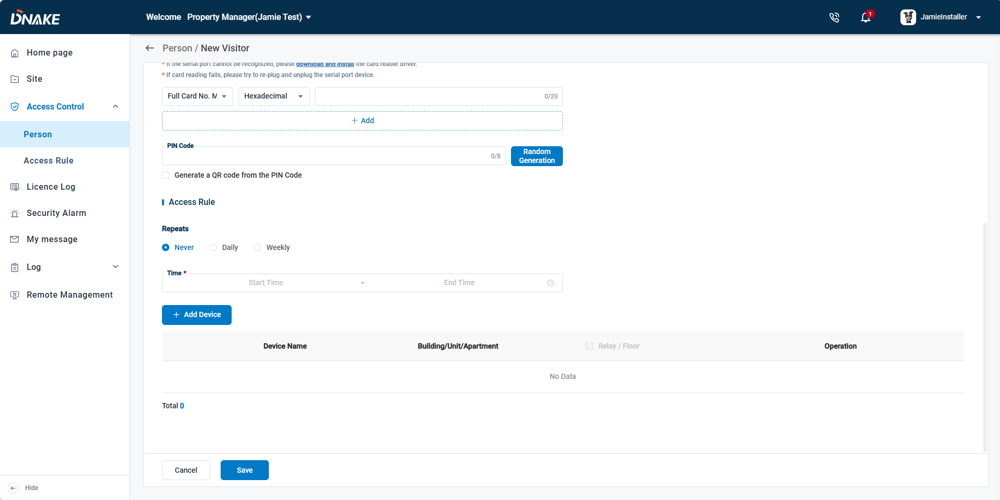 DNAKE
Welcome Property Manager(Jamie Test)
1
JamieInstaller
Home page
Site
Access Control
Person
Access Rule
Licence Log
Security Alarm
My message
Log
Remote Management
Hide
Person / New Visitor
* If the serial port cannot be recognized, please download and install the card reader driver.
* If card reading fails, please try to re-plug and unplug the serial port device.
Full Card No. M
Hexadecimal
0/20
+ Add
PIN Code
0/8
Random
Generation
Generate a QR code from the PIN Code
Access Rule
Repeats
Never
Daily
Weekly
Time *
Start Time - End Time
+ Add Device
Device Name
Building/Unit/Apartment
Relay / Floor
Operation
No Data
Total 0
Cancel
Save